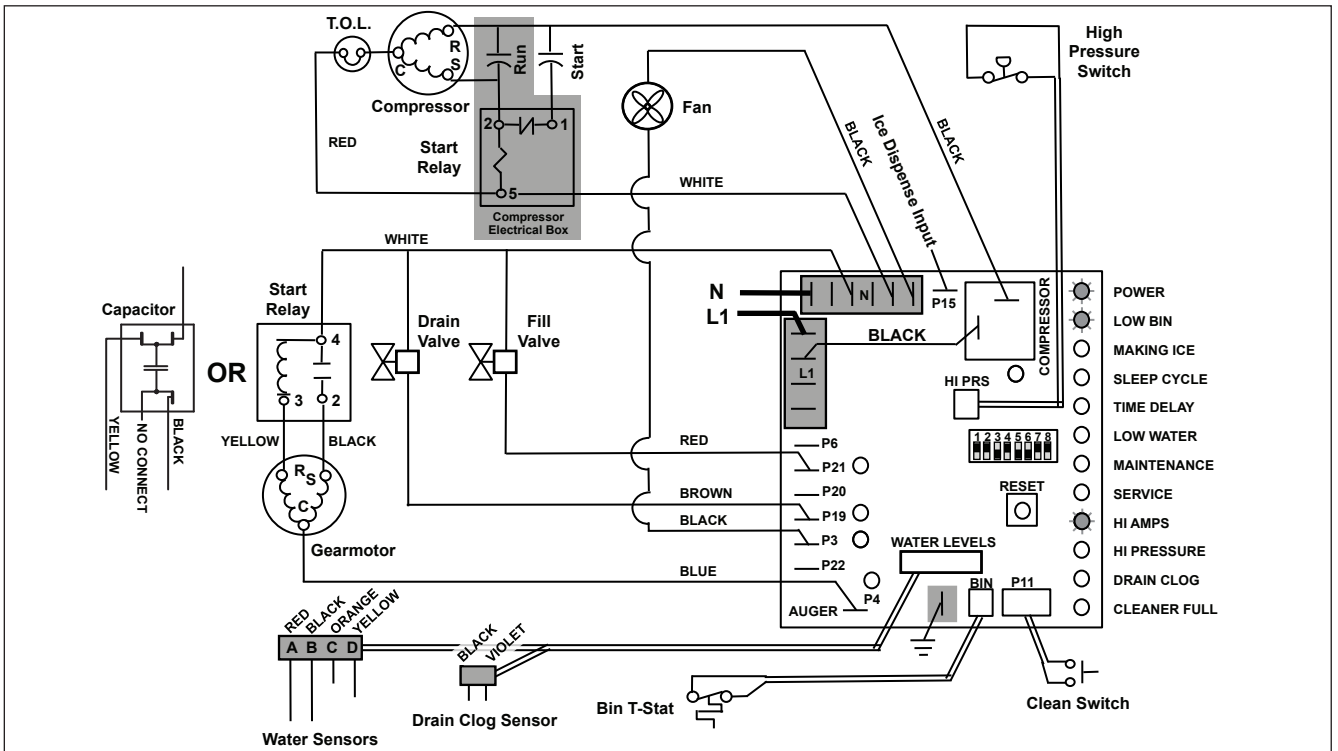 T.O.L.
R
S
C
Compressor
Run
Start
High
Pressure
Switch
Fan
2
1
RED
Start
Relay
5
Compressor
Electrical Box
BLACK
Ice Dispense Input
BLACK
WHITE
WHITE
Capacitor
YELLOW
NO CONNECT
BLACK
OR
Start
Relay
4
3
2
YELLOW
BLACK
R
S
C
Gearmotor
Drain
Valve
Fill
Valve
N
L1
N
P15
BLACK
L1
COMPRESSOR
HI PRS
1 2 3 4 5 6 7 8
RESET
RED
BROWN
BLACK
BLUE
P6
P21
P20
P19
P3
P22
P4
AUGER
WATER LEVELS
BIN
P11
POWER
LOW BIN
MAKING ICE
SLEEP CYCLE
TIME DELAY
LOW WATER
MAINTENANCE
SERVICE
HI AMPS
HI PRESSURE
DRAIN CLOG
CLEANER FULL
RED
BLACK
ORANGE
YELLOW
A B C D
Water Sensors
BLACK
VIOLET
Drain Clog Sensor
Bin T-Stat
Clean Switch